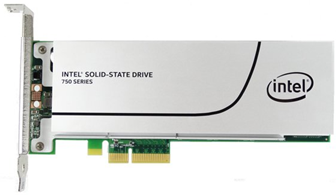 INTEL® SOLID-STATE DRIVE
750 SERIES
intel